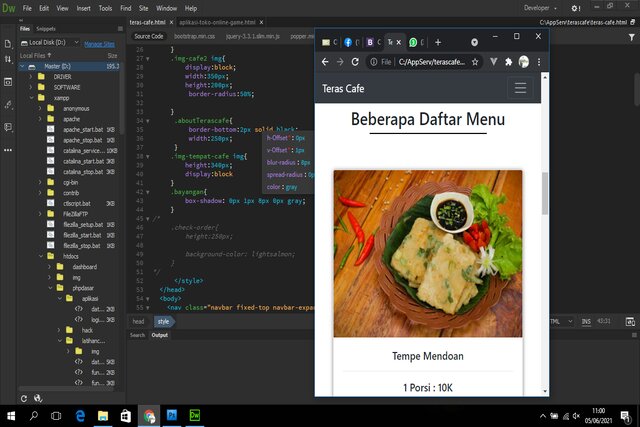 Dw
File Edit View Insert Tools Find Site Window Help
Developer
teras-cafe.html
aplikasi-toko-online-game.html
C:\AppServ\terascafe\teras-cafe.html
Files Snippets
Source Code bootstrap.min.css jquery-3.3.1.slim.min.js popper.mi
Local Disk (D:) Manage Sites
Local Files Size
Master (D:) 195.3
DRIVER
SOFTWARE
xampp
anonymous
apache
apache_start.bat 1KB
apache_stop.bat 1KB
catalina_service... 10KB
catalina_start.bat 3KB
catalina_stop.bat 3KB
cgi-bin
contrib
ctlscript.bat 3KB
FileZillaFTP
filezilla_setup.bat 1KB
filezilla_start.bat 1KB
filezilla_stop.bat 1KB
htdocs
dashboard
img
phpdasar
aplikasi
dat... 2KB
logi... 2KB
hack
latihanc...
img
dat... 5KB
fun... 2KB
fun... 2KB
26 }
27 .img-cafe2 img{
28 display:block;
29 width:350px;
30 height:200px;
31 border-radius:50%;
32
33 }
34 .aboutTerascafe{
35 border-bottom:2px solid black;
36 width:250px;
37 }
38 .img-tempat-cafe img{
39 height:340px;
40 display:block
41 }
42 .bayangan{
43 box-shadow: 0px 1px 8px 0px gray;
44 }
45 /*
46 .check-order{
47 height:250px;
48
49 background-color: lightsalmon;
50 }
51 */
52 </style>
53 </head>
54 <body>
55 <nav class="navbar fixed-top navbar-expa
h-Offset * : 0px
v-Offset * : 1px
blur-radius : 8px
spread-radius : 0
color : gray
head style
HTML INS 43:31
Search Output
File C:/AppServ/terascafe...
Teras Cafe
Beberapa Daftar Menu
Tempe Mendoan
1 Porsi : 10K
11:00
05/06/2021